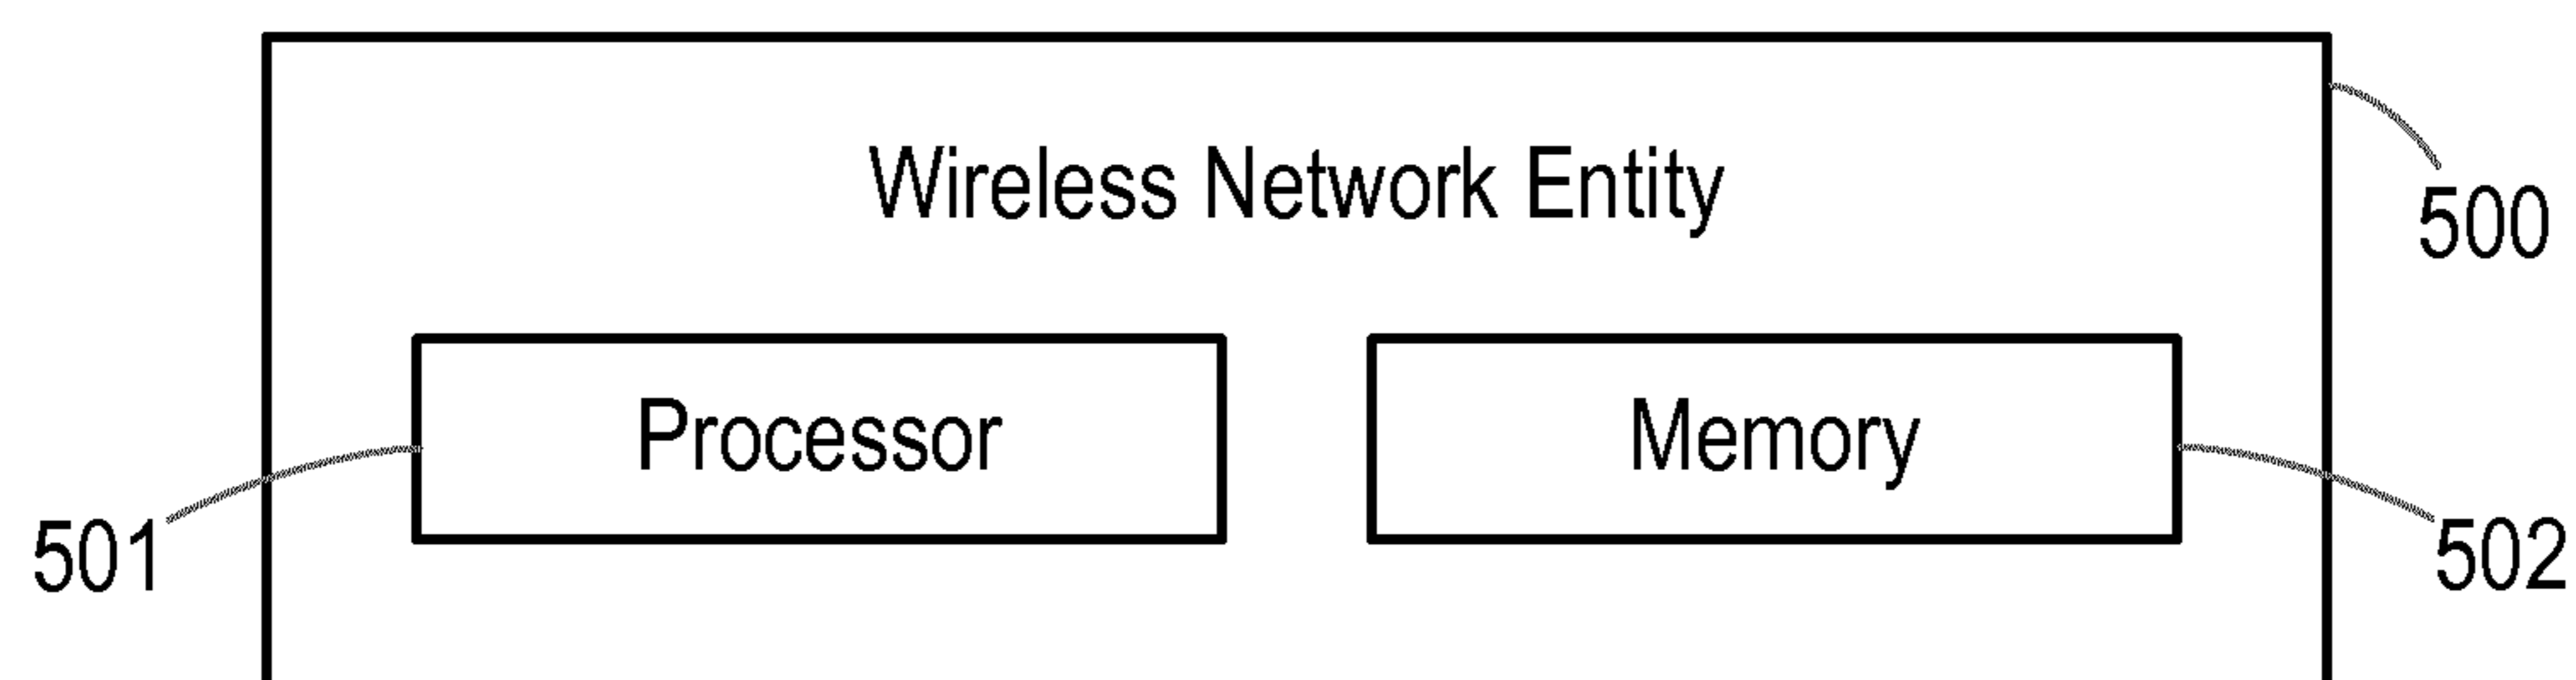 Wireless Network Entity
500
Processor
Memory
501
502